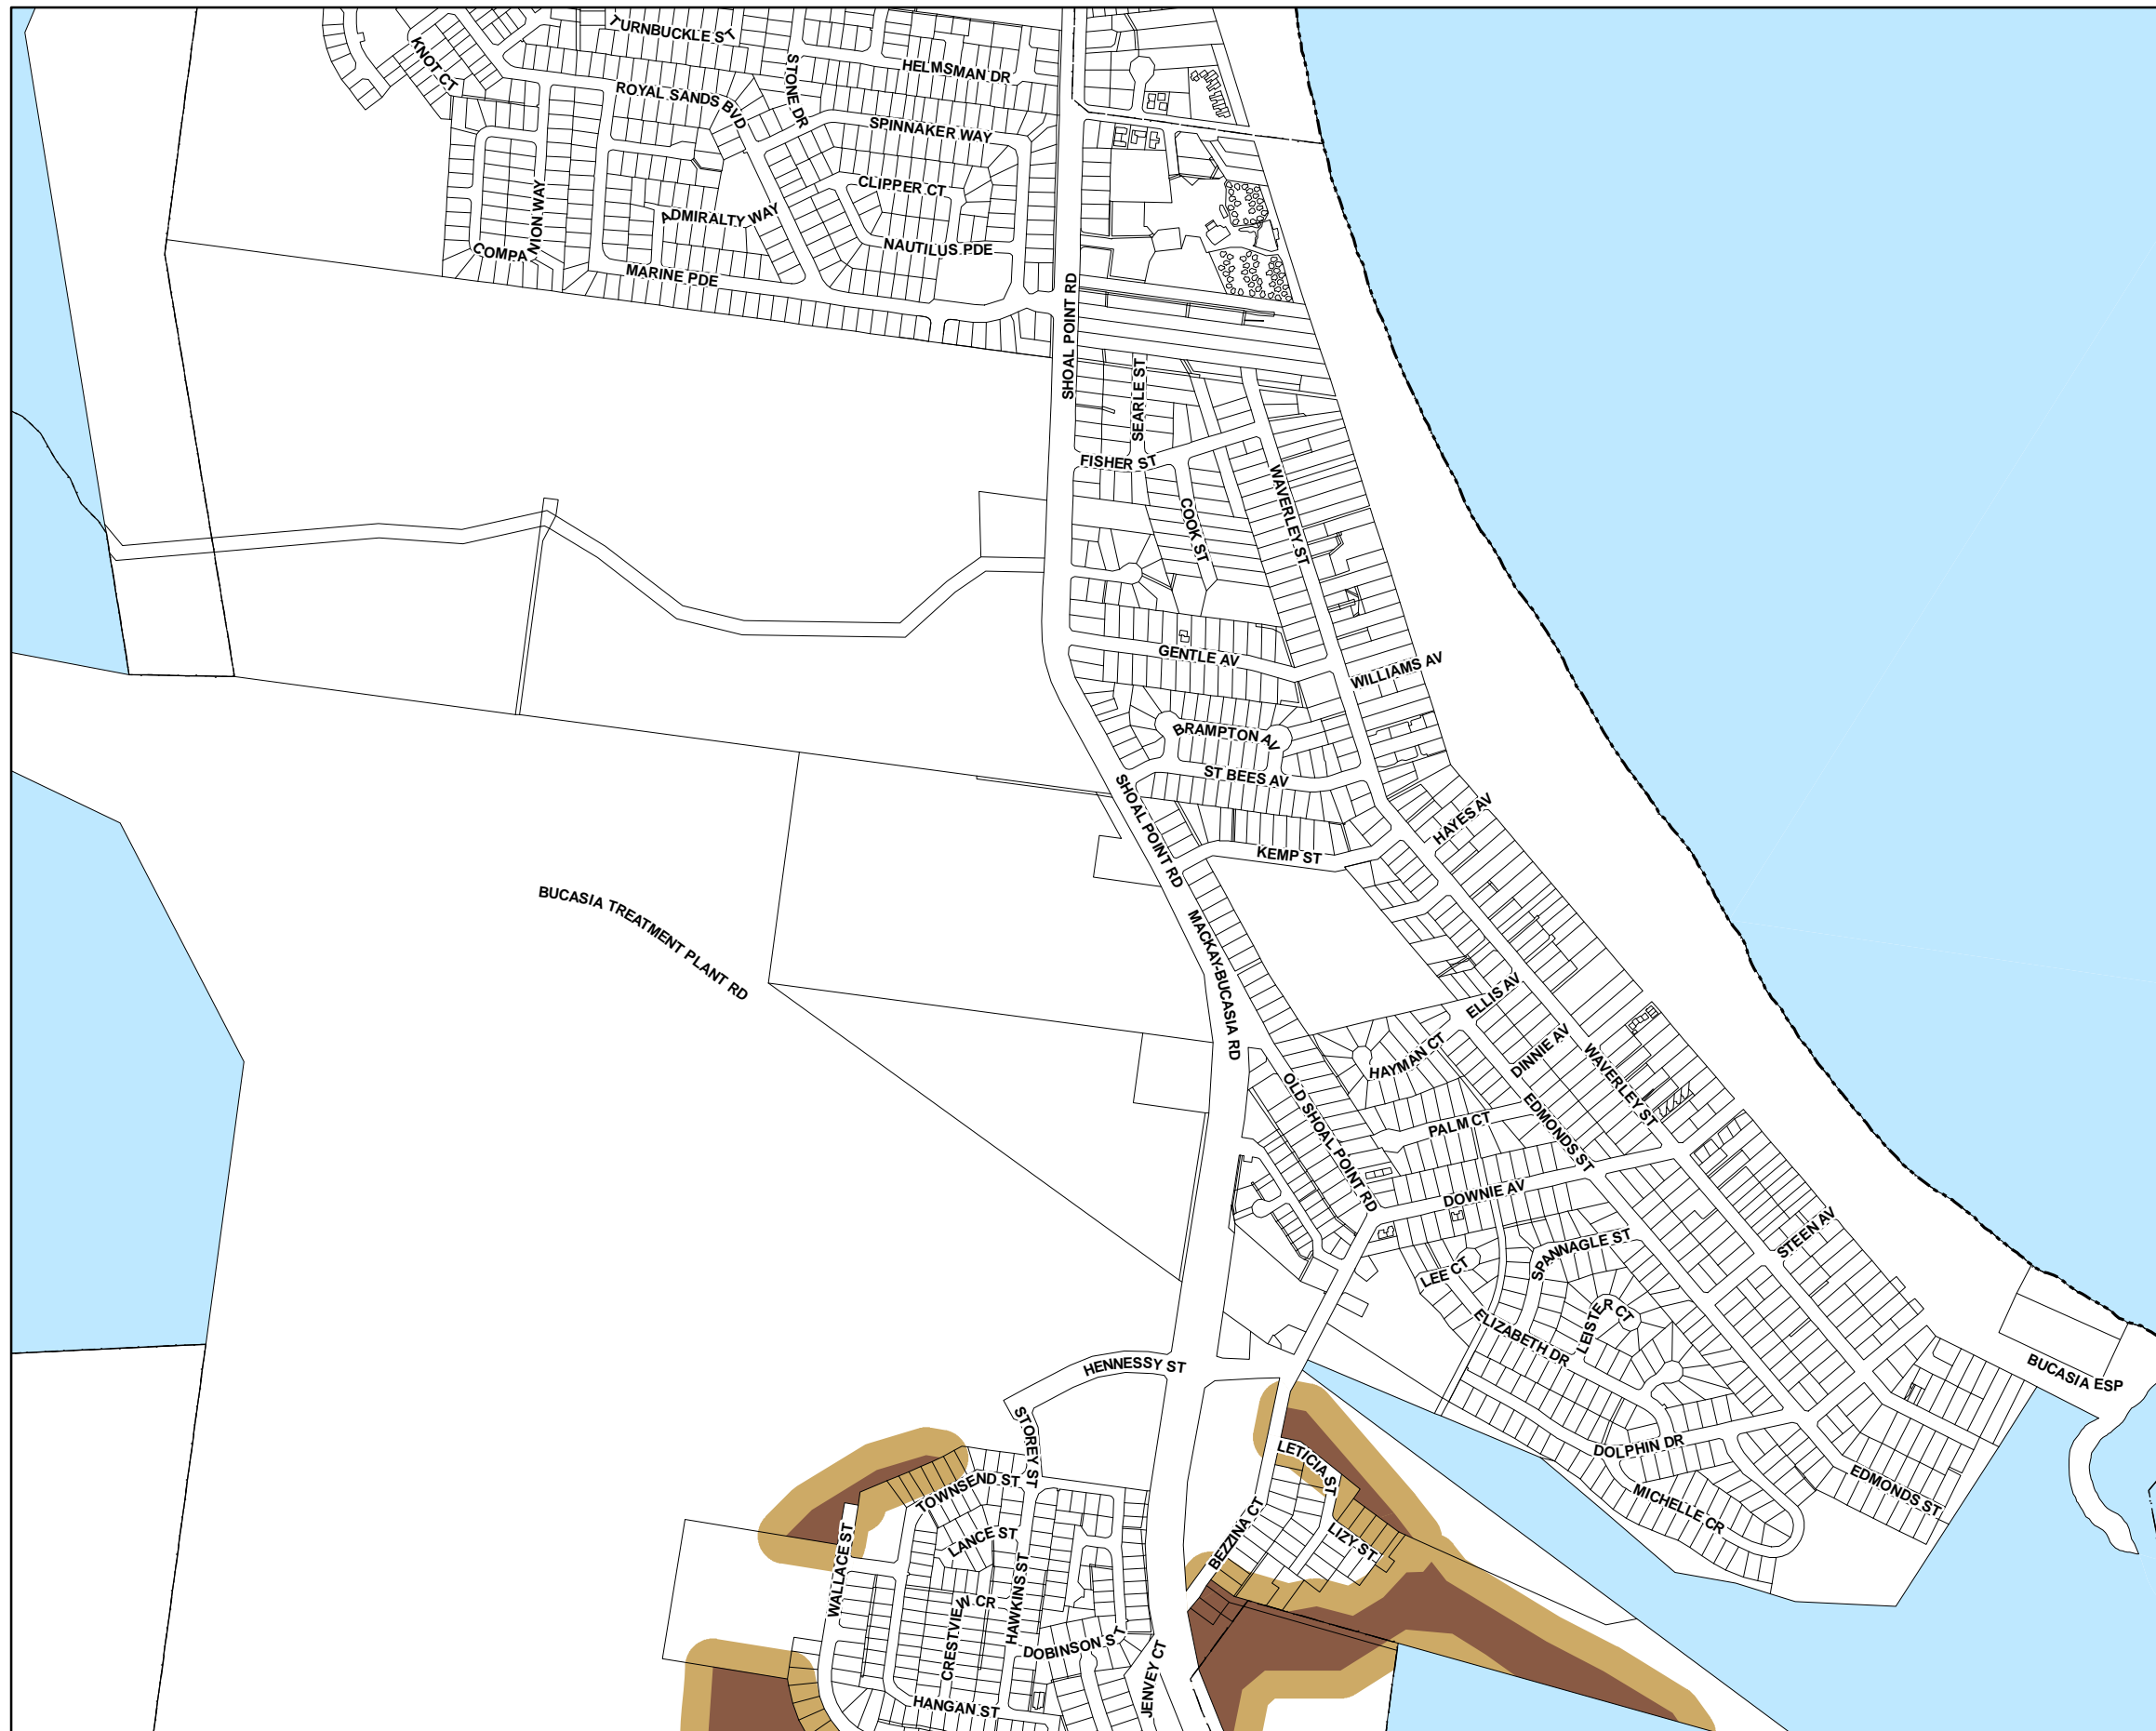 TURNBUCKLE ST
KNOT CT
STONE DR
HELMSMAN DR
ROYAL SANDS BVD
SPINNAKER WAY
CLIPPER CT
ADMIRALTY WAY
COMPANION WAY
NAUTILUS PDE
MARINE PDE
SHOAL POINT RD
SEARLE ST
FISHER ST
WAVERLEY ST
COOK ST
GENTLE AV
WILLIAMS AV
BRAMPTON AV
ST BEES AV
SHOAL POINT RD
HAYES AV
KEMP ST
BUCASIA TREATMENT PLANT RD
MACKAY-BUCASIA RD
ELLIS AV
HAYMAN CT
DINNIE AV
WAVERLEY ST
OLD SHOAL POINT RD
EDMONDS ST
PALM CT
DOWNIE AV
STEEN AV
SPANNAGLE ST
LEE CT
LEISTER CT
ELIZABETH DR
HENNESSY ST
BUCASIA ESP
STOREY ST
LETICIA ST
DOLPHIN DR
EDMONDS ST
TOWNSEND ST
MICHELLE CR
LANCE ST
BEZZINA CT
LIZY ST
WALLACE ST
HAWKINS ST
CRESTVIEW CR
DOBINSON ST
JENVEY CT
HANGAN ST